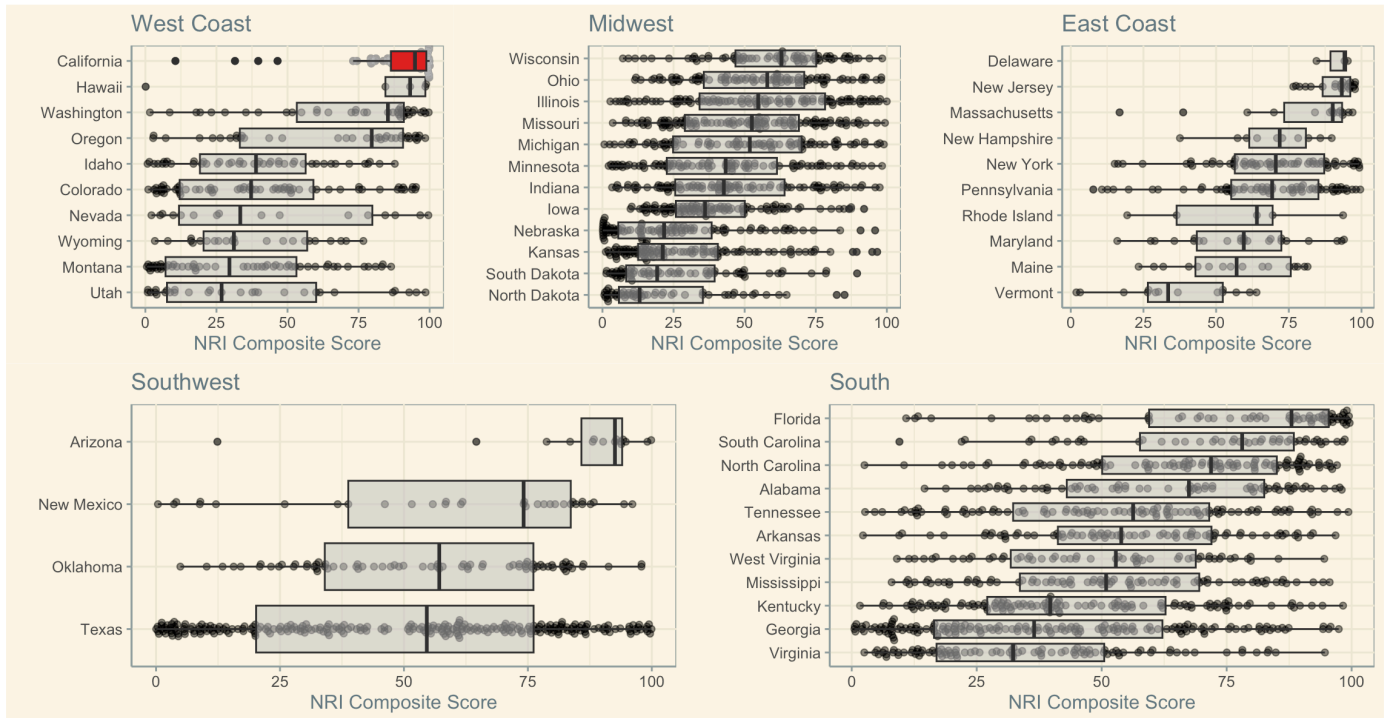 West Coast
California
Hawaii
Washington
Oregon
Idaho
Colorado
Nevada
Wyoming
Montana
Utah
0 25 50 75 100
NRI Composite Score
Midwest
Wisconsin
Ohio
Illinois
Missouri
Michigan
Minnesota
Indiana
Iowa
Nebraska
Kansas
South Dakota
North Dakota
0 25 50 75 100
NRI Composite Score
East Coast
Delaware
New Jersey
Massachusetts
New Hampshire
New York
Pennsylvania
Rhode Island
Maryland
Maine
Vermont
0 25 50 75 100
NRI Composite Score
Southwest
Arizona
New Mexico
Oklahoma
Texas
0 25 50 75 100
NRI Composite Score
South
Florida
South Carolina
North Carolina
Alabama
Tennessee
Arkansas
West Virginia
Mississippi
Kentucky
Georgia
Virginia
0 25 50 75 100
NRI Composite Score